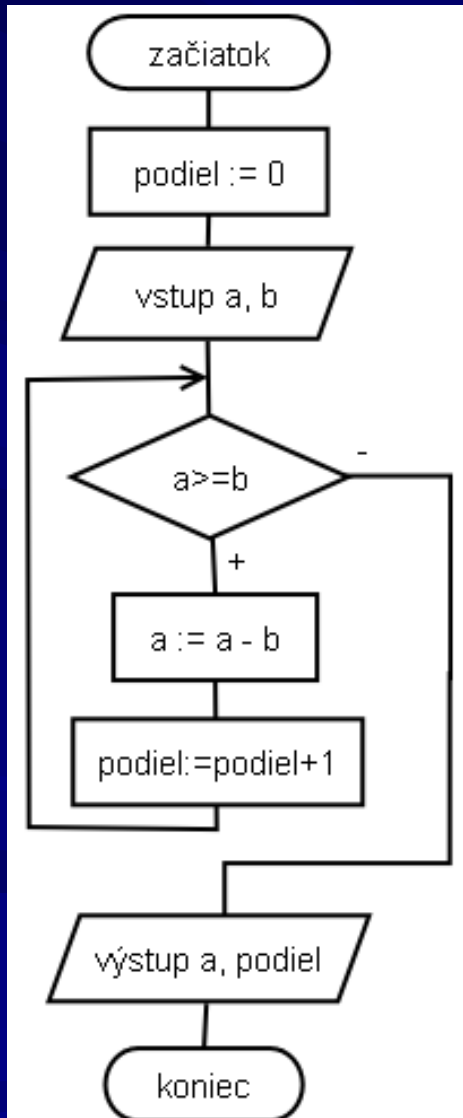 začiatok
podiel := 0
vstup a, b
a>=b
-
+
a := a - b
podiel:=podiel+1
výstup a, podiel
koniec